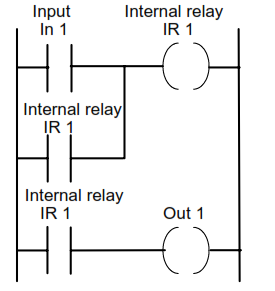 Input
In 1
Internal relay
IR 1
Internal relay
IR 1
Internal relay
IR 1
Out 1